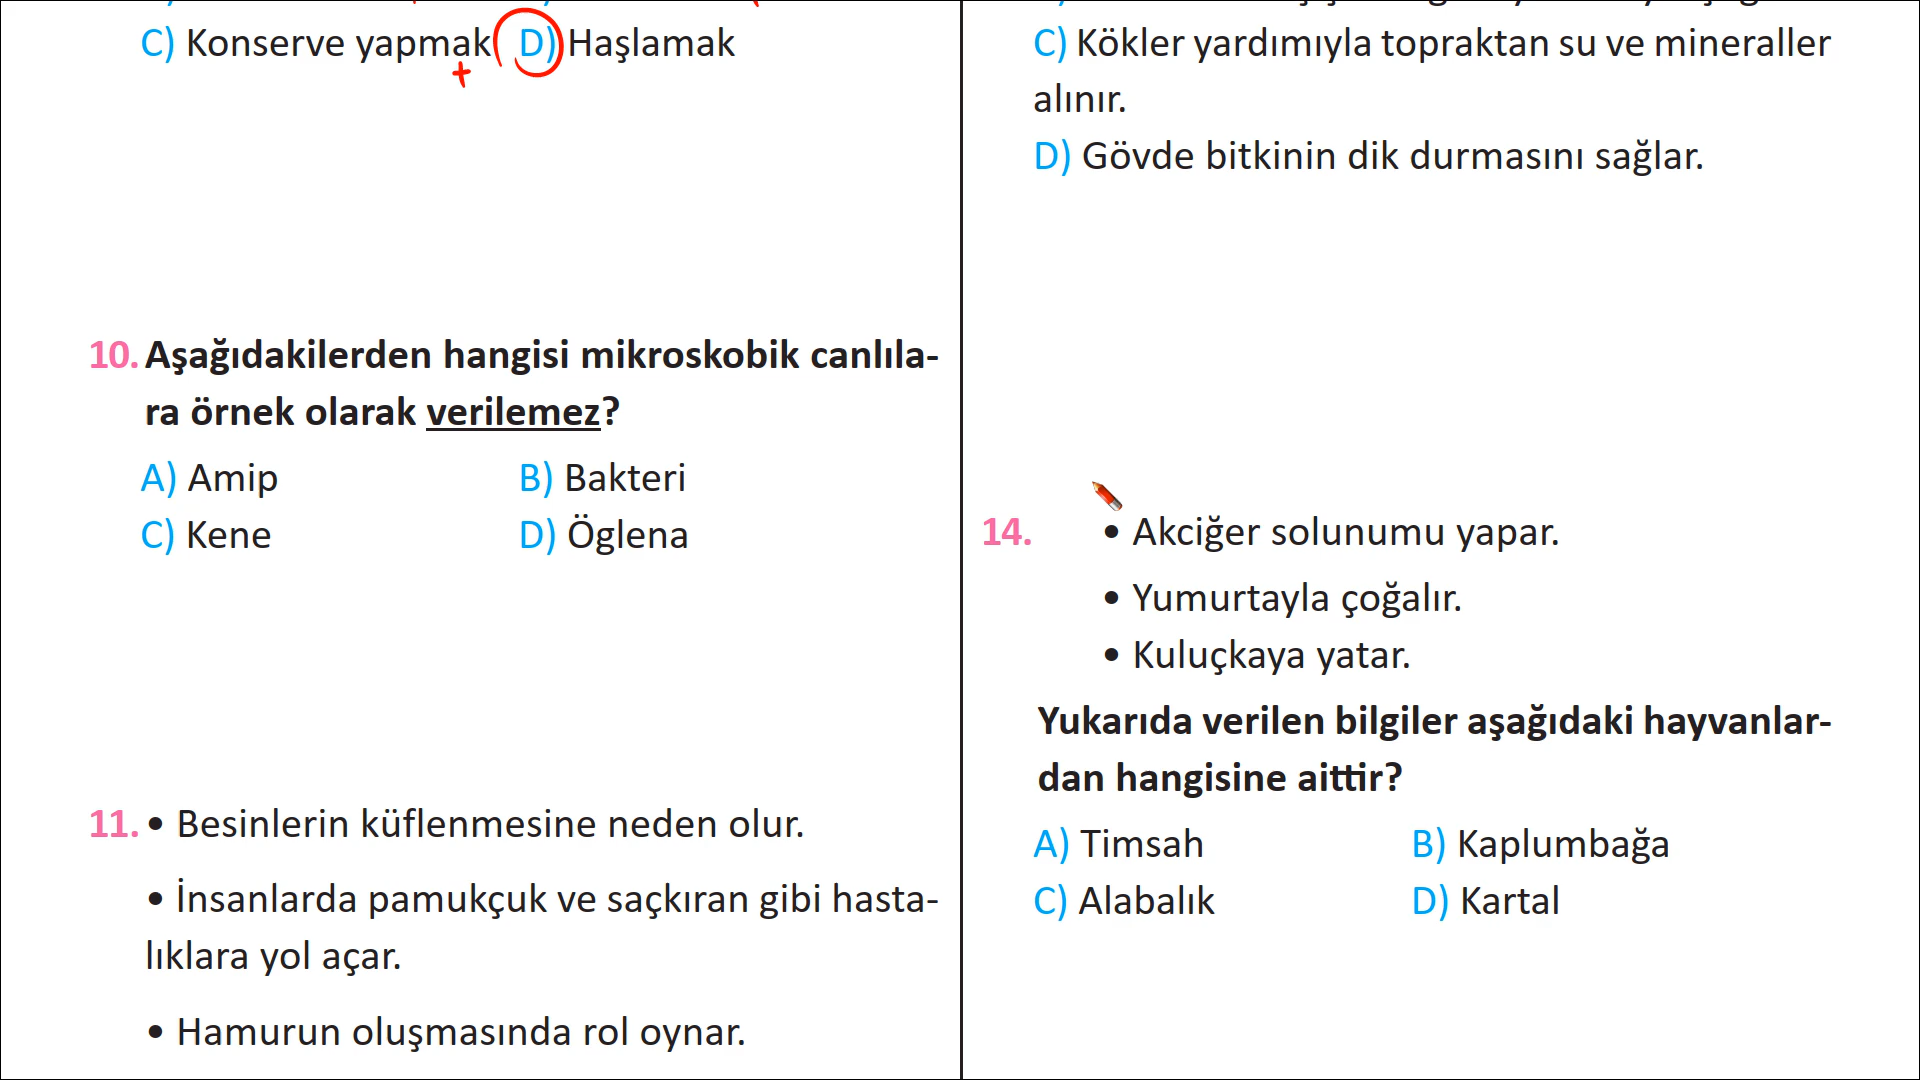 C) Konserve yapmak D) Haşlamak
+
10. Aşağıdakilerden hangisi mikroskobik canlıla-
ra örnek olarak verilemez?
A) Amip B) Bakteri
C) Kene D) Öglena
11. • Besinlerin küflenmesine neden olur.
• İnsanlarda pamukçuk ve saçkıran gibi hasta-
lıklara yol açar.
• Hamurun oluşmasında rol oynar.
C) Kökler yardımıyla topraktan su ve mineraller
alınır.
D) Gövde bitkinin dik durmasını sağlar.
14. • Akciğer solunumu yapar.
• Yumurtayla çoğalır.
• Kuluçkaya yatar.
Yukarıda verilen bilgiler aşağıdaki hayvanlar-
dan hangisine aittir?
A) Timsah B) Kaplumbağa
C) Alabalık D) Kartal